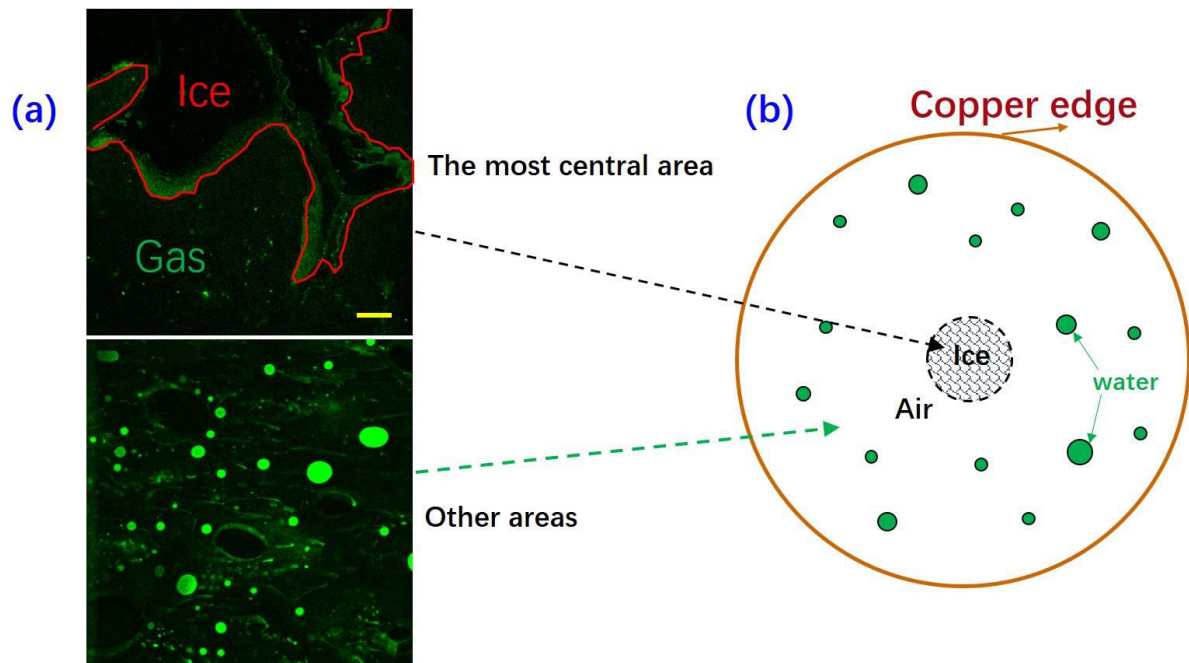 (a)
Ice
Gas
The most central area
Other areas
(b)
Copper edge
Ice
Air
water